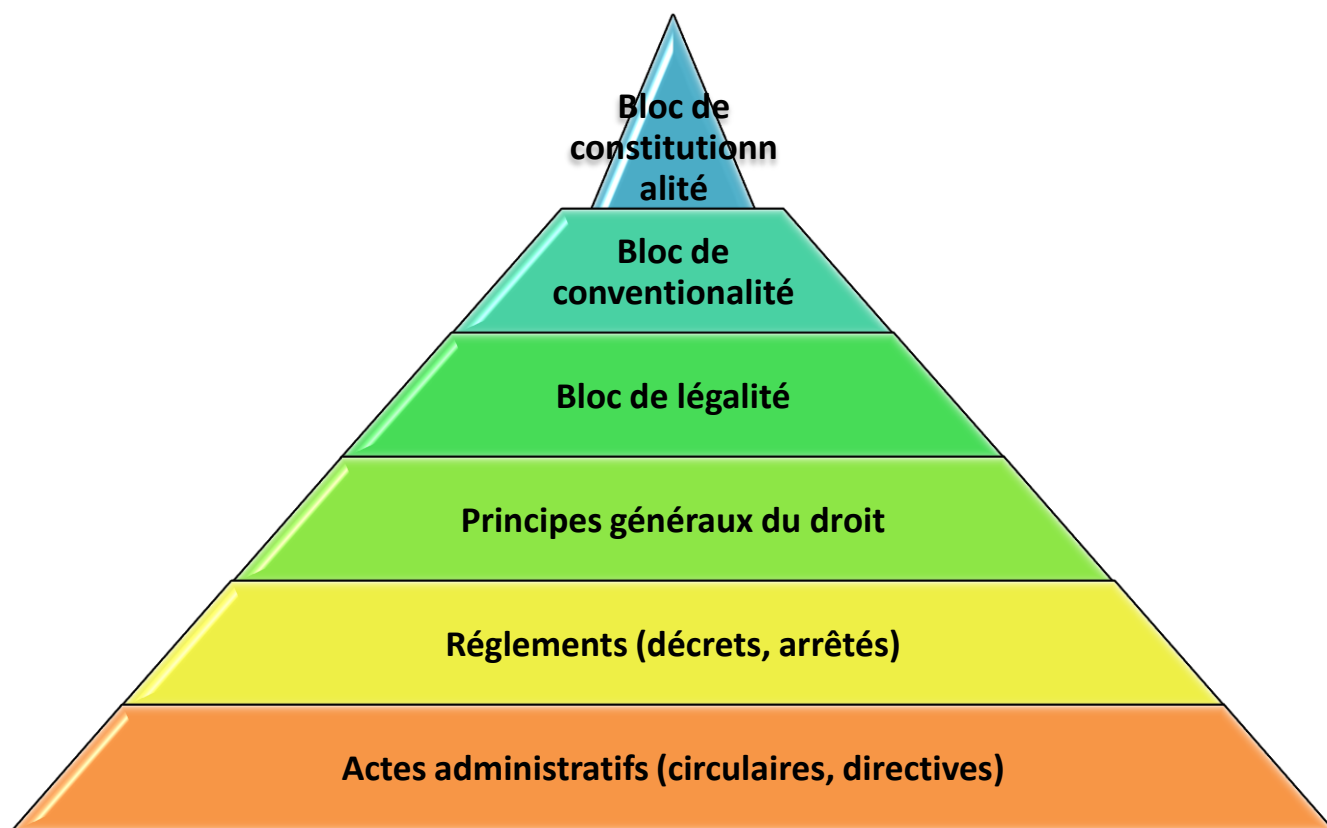 Bloc de
constitutionn
alité
Bloc de
conventionalité
Bloc de légalité
Principes généraux du droit
Réglements (décrets, arrêtés)
Actes administratifs (circulaires, directives)